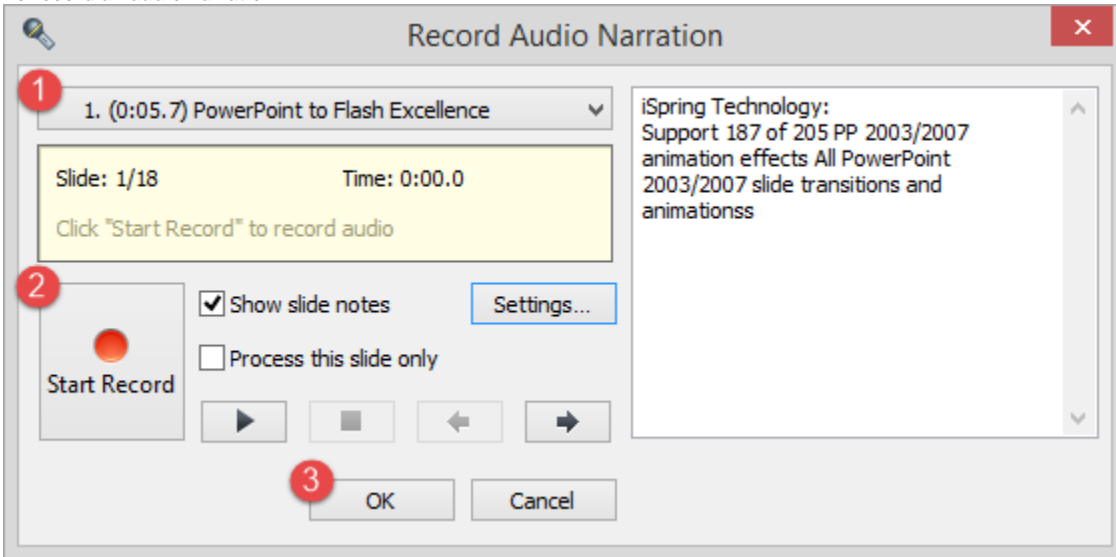 Record Audio Narration
1
1. (0:05.7) PowerPoint to Flash Excellence
Slide: 1/18 Time: 0:00.0
Click "Start Record" to record audio
iSpring Technology:
Support 187 of 205 PP 2003/2007
animation effects All PowerPoint
2003/2007 slide transitions and
animationss
2
Start Record
Show slide notes
Settings...
Process this slide only
3
OK
Cancel